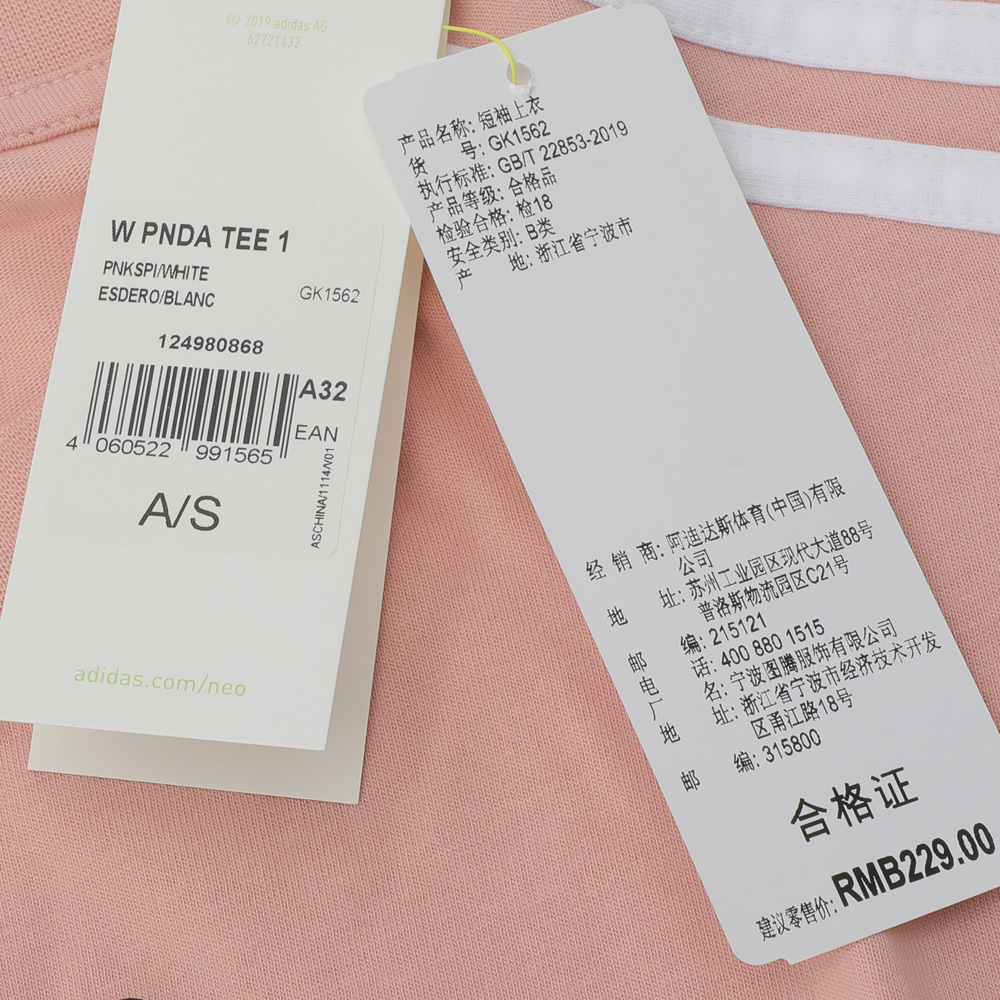 © 2019 adidas AG
62721432
W PNDA TEE 1
PNKSPI/WHITE
ESDERO/BLANC
GK1562
124980868
A32
EAN
4 060522 991565
ASCHINA/1114/V01
A/S
adidas.com/neo
产品名称: 短袖上衣
货 号: GK1562
执行标准: GB/T 22853-2019
产品等级: 合格品
检验合格: 检18
安全类别: B类
产 地: 浙江省宁波市
经 销 商: 阿迪达斯体育(中国)有限
公司
地 址: 苏州工业园区现代大道88号
普洛斯物流园区C21号
邮 编: 215121
电 话: 400 880 1515
厂 名: 宁波图腾服饰有限公司
地 址: 浙江省宁波市经济技术开发
区甬江路18号
邮 编: 315800
合格证
建议零售价: RMB229.00